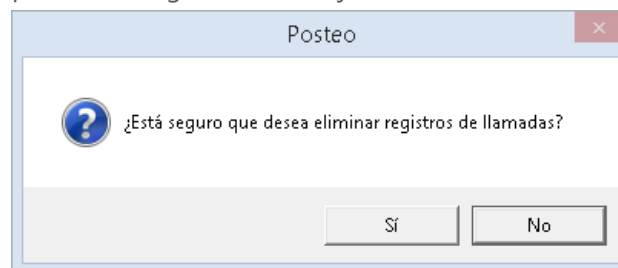 Posteo
¿Está seguro que desea eliminar registros de llamadas?
Sí
No